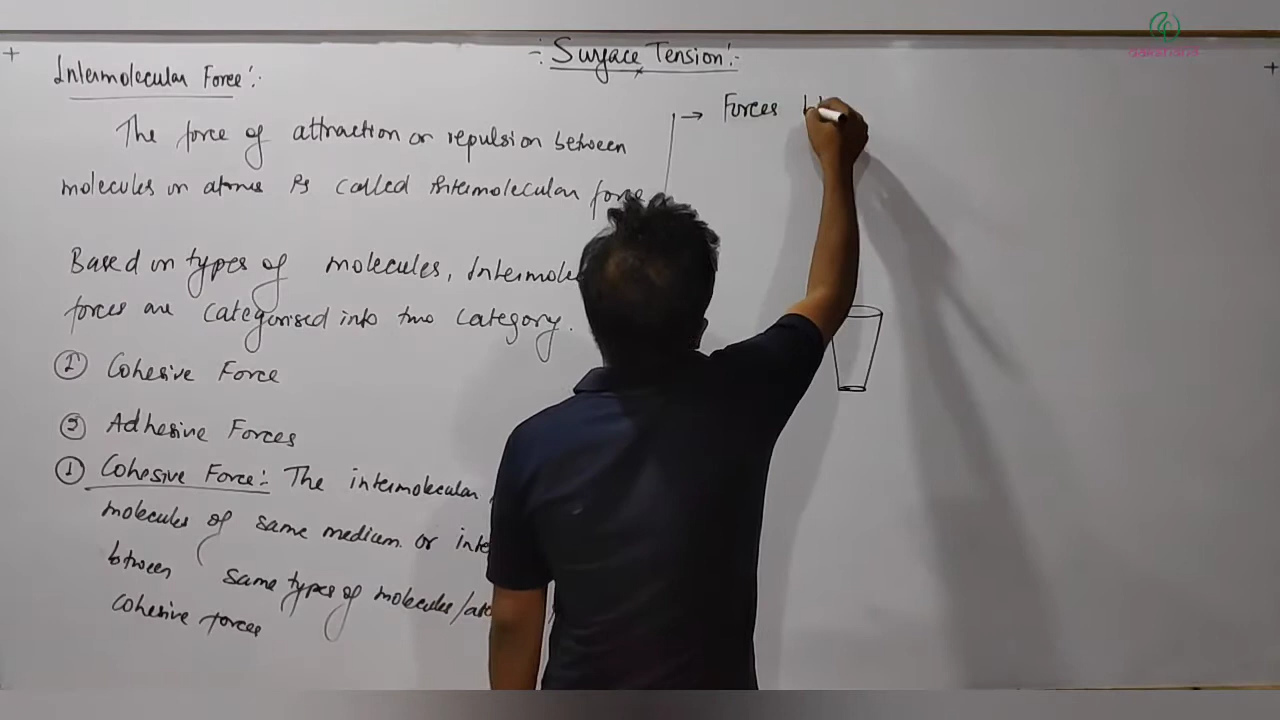 -: Surface Tension :-
Intermolecular Force :-
The force of attraction or repulsion between
molecules or atoms is called intermolecular force
Based on types of molecules, Intermole
forces are categorised into two category.
① Cohesive Force
② Adhesive Forces
① Cohesive Force :- The intermolecular
molecules of same medium or inte
btween same types of molecules/ato
cohesive forces
→ Forces